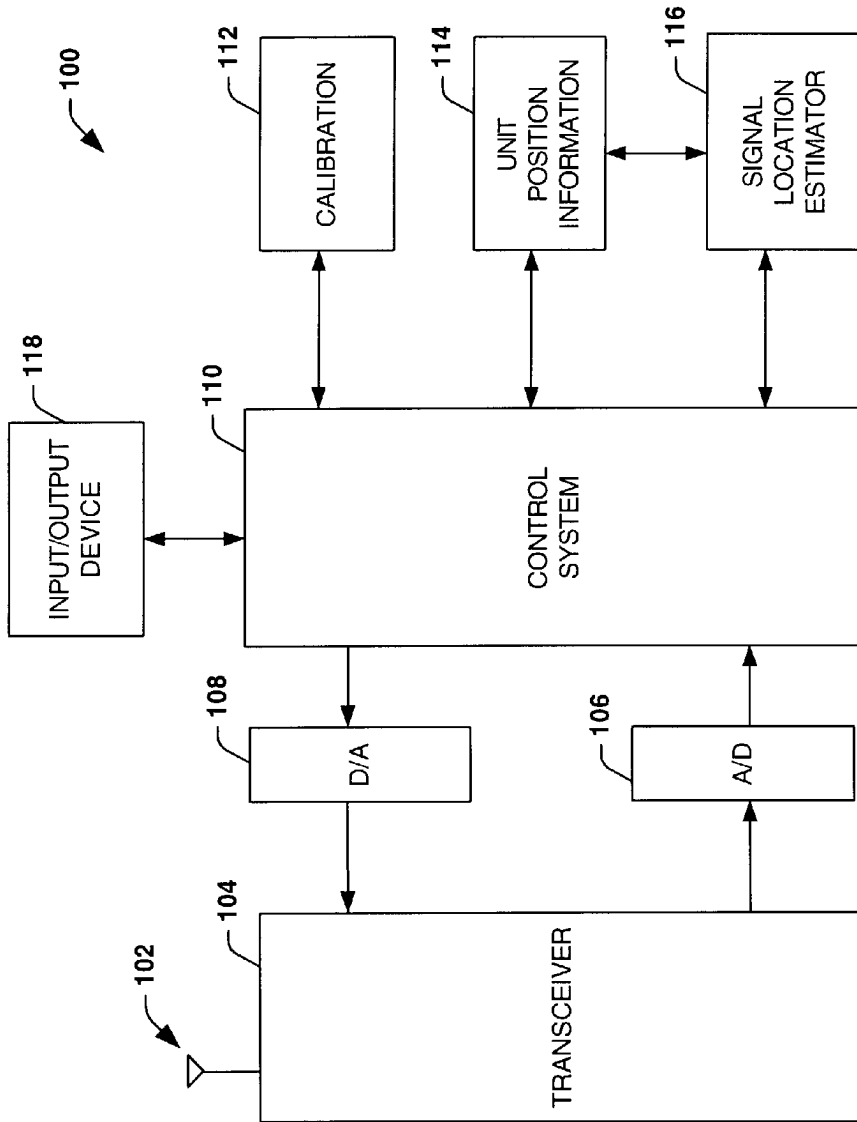 100
102
104
TRANSCEIVER
108
D/A
106
A/D
118
INPUT/OUTPUT
DEVICE
110
CONTROL
SYSTEM
112
CALIBRATION
114
UNIT
POSITION
INFORMATION
116
SIGNAL
LOCATION
ESTIMATOR